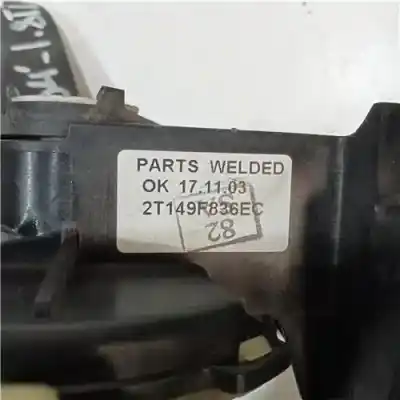 PARTS WELDED
OK 17.11.03
2T149F836EC
82